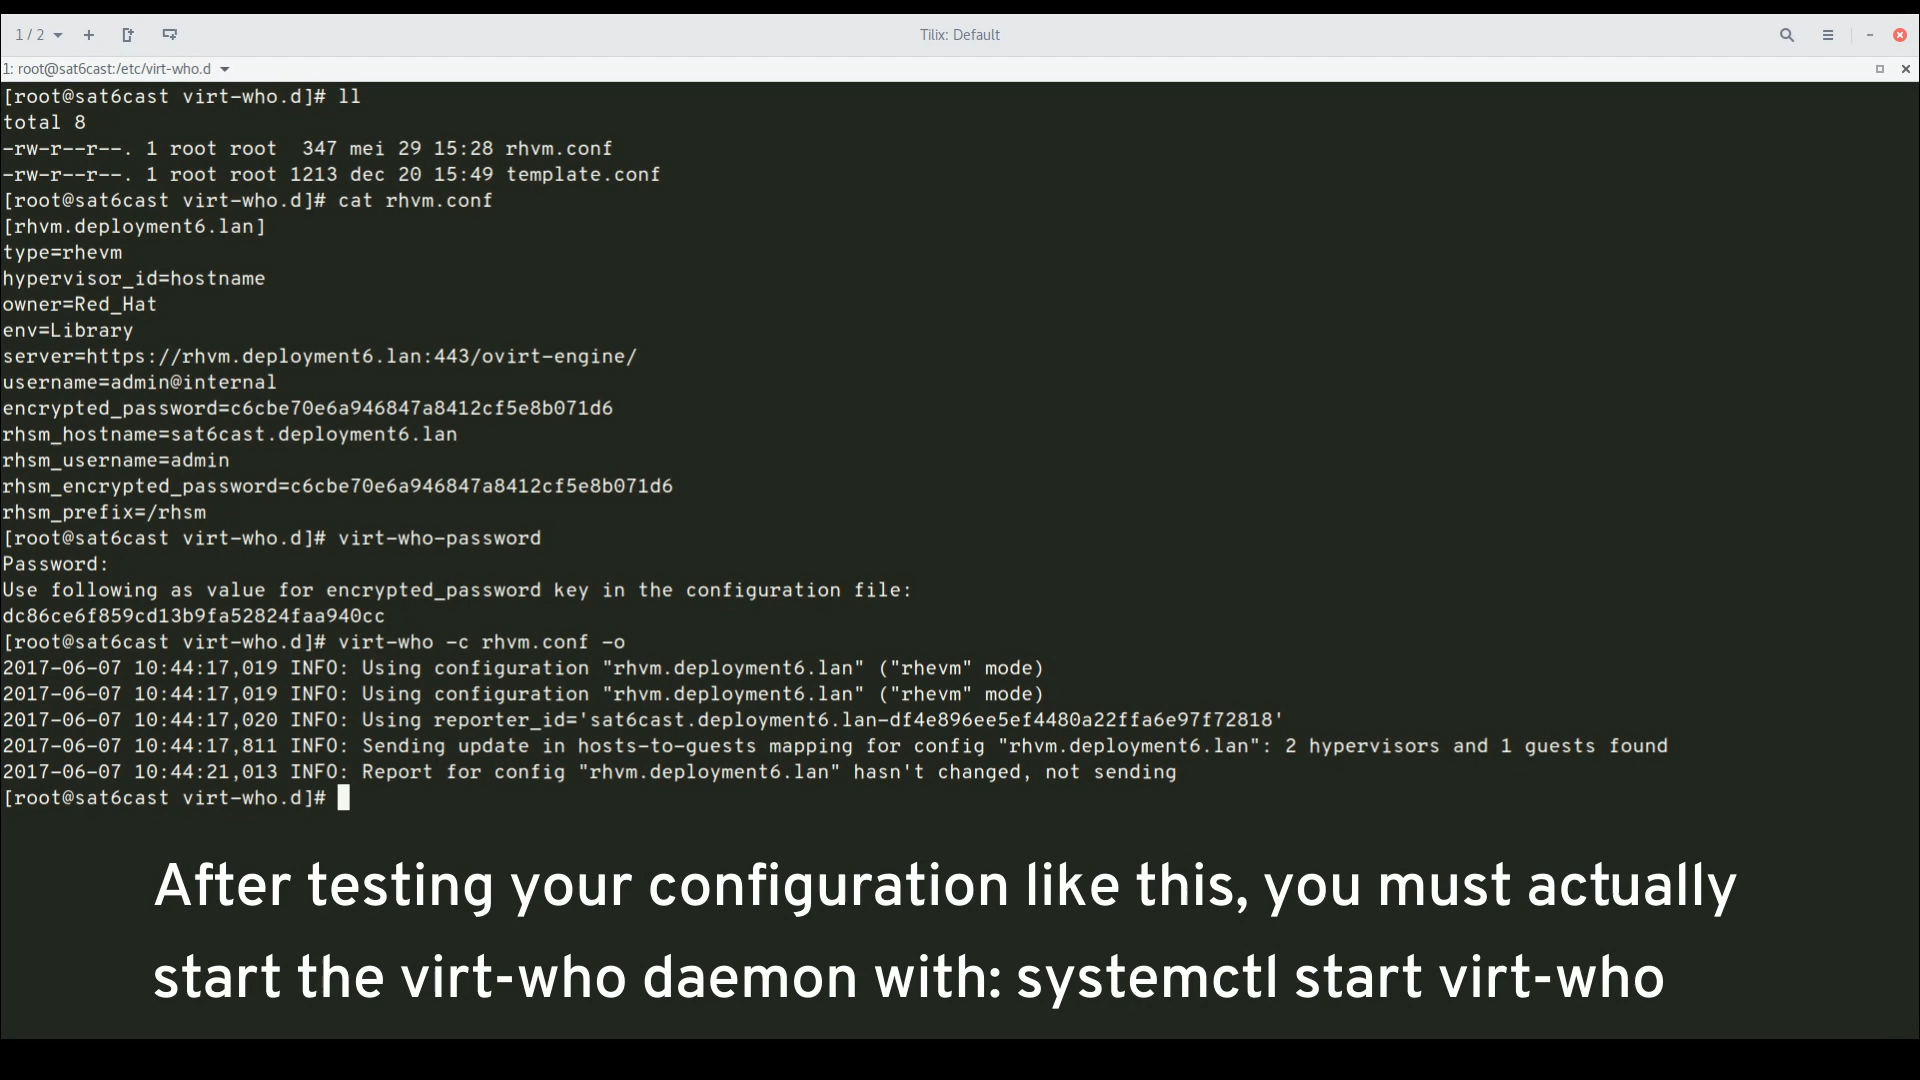 1 / 2
Tilix: Default
1: root@sat6cast:/etc/virt-who.d
[root@sat6cast virt-who.d]# ll
total 8
-rw-r--r--. 1 root root  347 mei 29 15:28 rhvm.conf
-rw-r--r--. 1 root root 1213 dec 20 15:49 template.conf
[root@sat6cast virt-who.d]# cat rhvm.conf
[rhvm.deployment6.lan]
type=rhevm
hypervisor_id=hostname
owner=Red_Hat
env=Library
server=https://rhvm.deployment6.lan:443/ovirt-engine/
username=admin@internal
encrypted_password=c6cbe70e6a946847a8412cf5e8b071d6
rhsm_hostname=sat6cast.deployment6.lan
rhsm_username=admin
rhsm_encrypted_password=c6cbe70e6a946847a8412cf5e8b071d6
rhsm_prefix=/rhsm
[root@sat6cast virt-who.d]# virt-who-password
Password:
Use following as value for encrypted_password key in the configuration file:
dc86ce6f859cd13b9fa52824faa940cc
[root@sat6cast virt-who.d]# virt-who -c rhvm.conf -o
2017-06-07 10:44:17,019 INFO: Using configuration "rhvm.deployment6.lan" ("rhevm" mode)
2017-06-07 10:44:17,019 INFO: Using configuration "rhvm.deployment6.lan" ("rhevm" mode)
2017-06-07 10:44:17,020 INFO: Using reporter_id='sat6cast.deployment6.lan-df4e896ee5ef4480a22ffa6e97f72818'
2017-06-07 10:44:17,811 INFO: Sending update in hosts-to-guests mapping for config "rhvm.deployment6.lan": 2 hypervisors and 1 guests found
2017-06-07 10:44:21,013 INFO: Report for config "rhvm.deployment6.lan" hasn't changed, not sending
[root@sat6cast virt-who.d]#
After testing your configuration like this, you must actually
start the virt-who daemon with: systemctl start virt-who